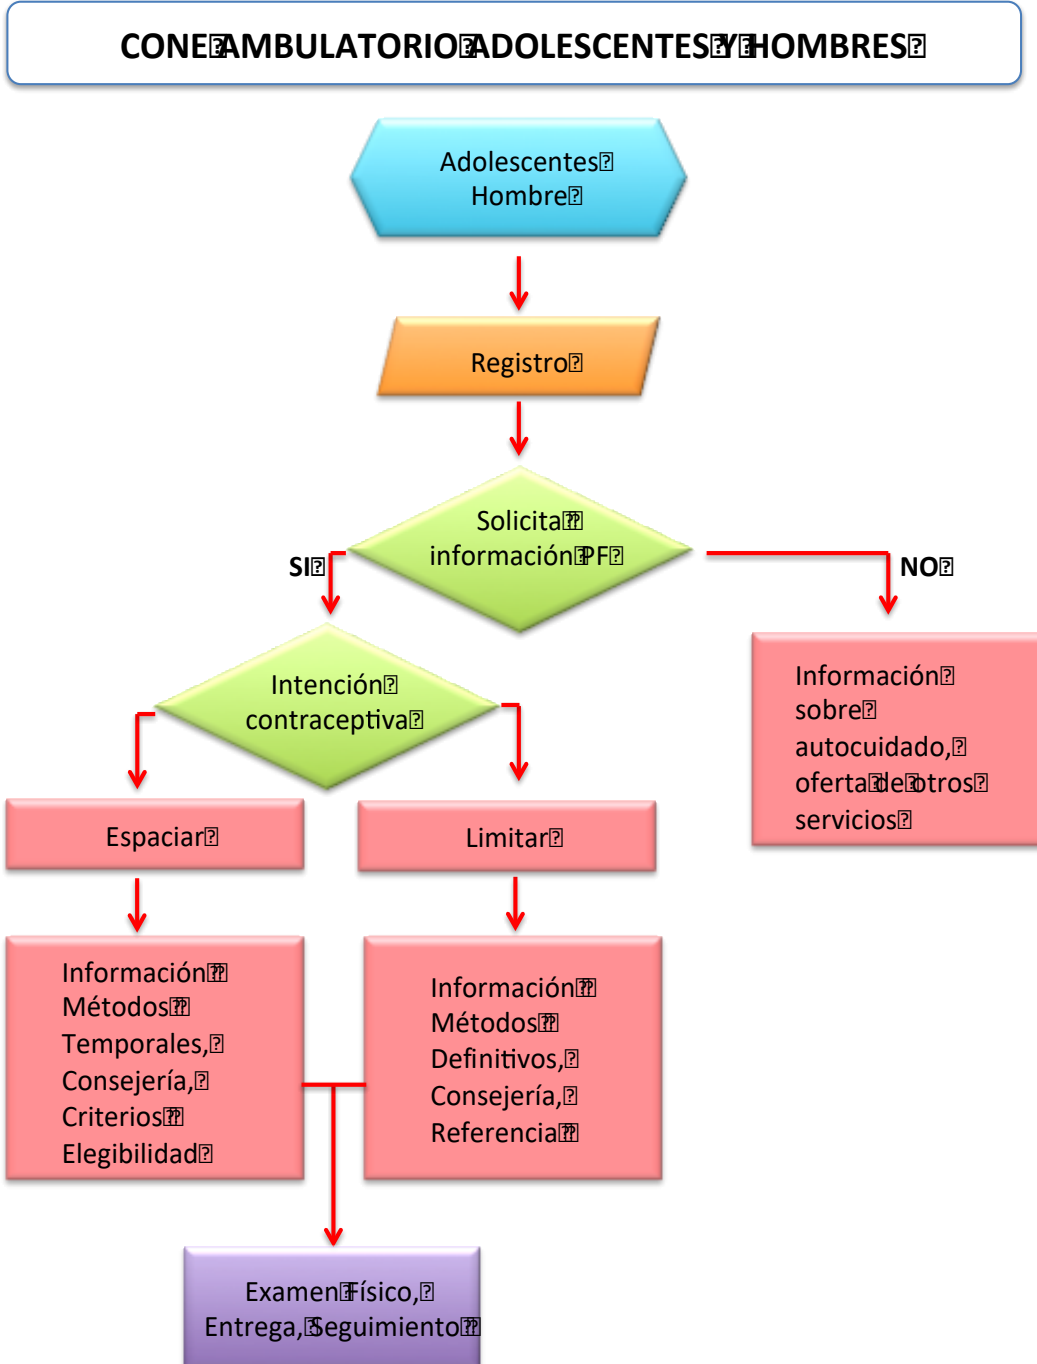 CONE AMBULATORIO ADOLESCENTES Y HOMBRES
Adolescentes
Hombre
Registro
Solicita
información PF
SI
NO
Intención
contraceptiva
Información
sobre
autocuidado,
oferta de otros
servicios
Espaciar
Limitar
Información
Métodos
Temporales,
Consejería,
Criterios
Elegibilidad
Información
Métodos
Definitivos,
Consejería,
Referencia
Examen Físico,
Entrega, Seguimiento